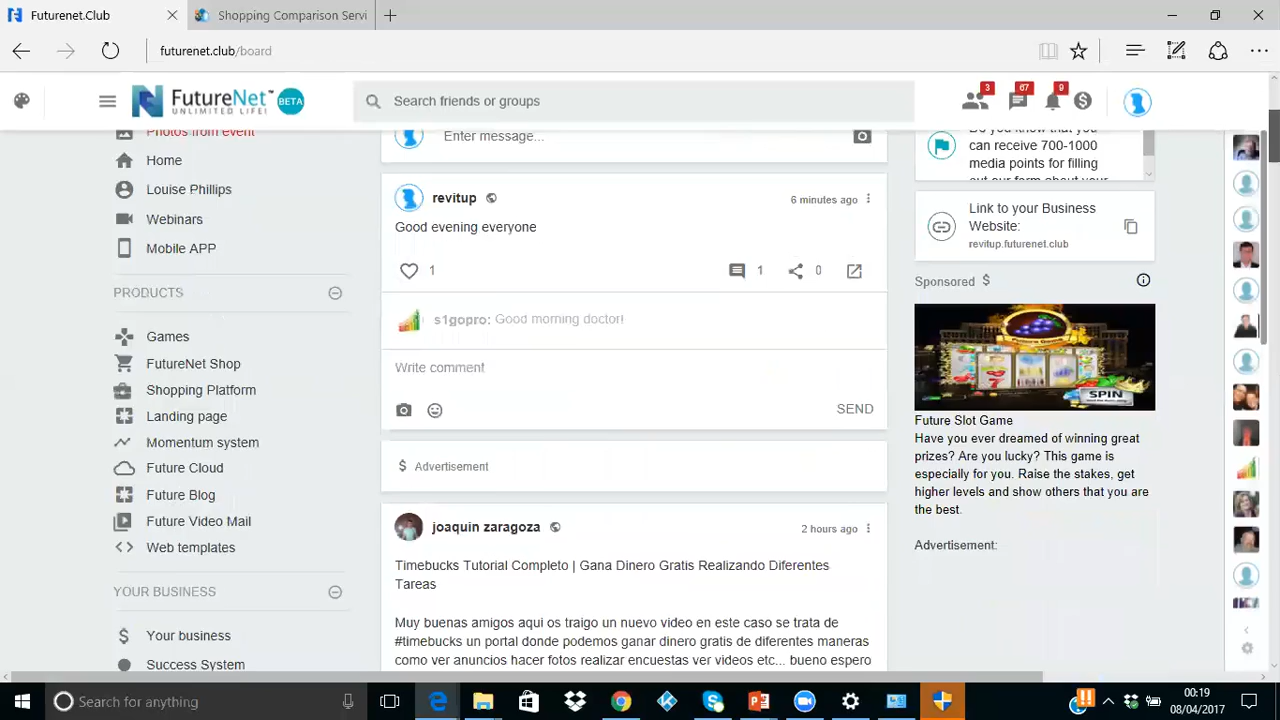 Futurenet.Club
Shopping Comparison Servi
futurenet.club/board
FutureNet™ BETA
UNLIMITED LIFE!
Search friends or groups
3
67
9
Photos from event
Home
Louise Phillips
Webinars
Mobile APP
PRODUCTS
Games
FutureNet Shop
Shopping Platform
Landing page
Momentum system
Future Cloud
Future Blog
Future Video Mail
Web templates
YOUR BUSINESS
Your business
Success System
Enter message...
revitup
6 minutes ago
Good evening everyone
1
1
0
s1gopro: Good morning doctor!
Write comment
SEND
$ Advertisement
joaquin zaragoza
2 hours ago
Timebucks Tutorial Completo | Gana Dinero Gratis Realizando Diferentes
Tareas
Muy buenas amigos aqui os traigo un nuevo video en este caso se trata de
#timebucks un portal donde podemos ganar dinero gratis de diferentes maneras
como ver anuncios hacer fotos realizar encuestas ver videos etc... bueno espero
Do you know that you
can receive 700-1000
media points for filling
out our form about your
Link to your Business
Website:
revitup.futurenet.club
Sponsored $
SPIN
Future Slot Game
Have you ever dreamed of winning great
prizes? Are you lucky? This game is
especially for you. Raise the stakes, get
higher levels and show others that you are
the best.
Advertisement:
Search for anything
00:19
08/04/2017